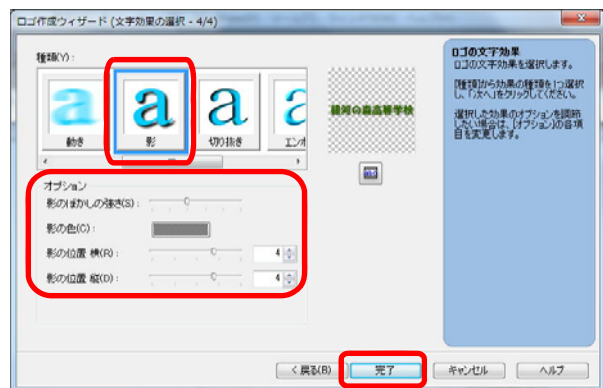 ロゴ作成ウィザード (文字効果の選択 - 4/4)
種類(Y):
a a a
動き 影 切り抜き エンボ
銀河の森高等学校
オプション
影のぼかしの強さ(S):
影の色(C):
影の位置 横(R): 4
影の位置 縦(D): 4
ロゴの文字効果
ロゴの文字効果を選択します。
[種類]から効果の種類を1つ選択
し、「次へ」をクリックしてください。
選択した効果のオプションを調節
したい場合は、[オプション]の各項
目を変更します。
< 戻る(B) 完了 キャンセル ヘルプ